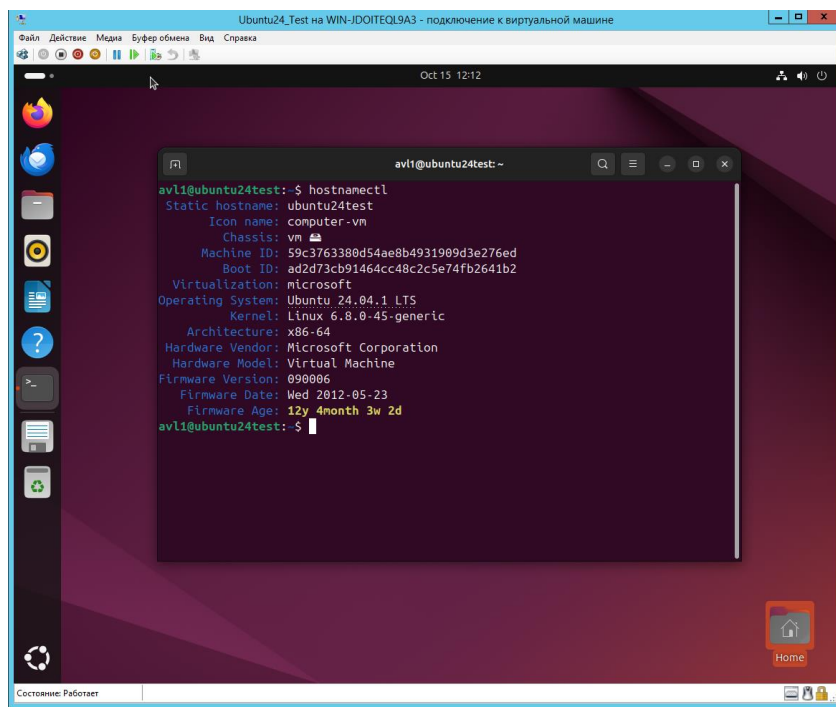 Ubuntu24_Test на WIN-JDOITEQL9A3 - подключение к виртуальной машине
Файл Действие Медиа Буфер обмена Вид Справка
Oct 15 12:12
avl1@ubuntu24test: ~
avl1@ubuntu24test:~$ hostnamectl
Static hostname: ubuntu24test
Icon name: computer-vm
Chassis: vm 🖴
Machine ID: 59c3763380d54ae8b4931909d3e276ed
Boot ID: ad2d73cb91464cc48c2c5e74fb2641b2
Virtualization: microsoft
Operating System: Ubuntu 24.04.1 LTS
Kernel: Linux 6.8.0-45-generic
Architecture: x86-64
Hardware Vendor: Microsoft Corporation
Hardware Model: Virtual Machine
Firmware Version: 090006
Firmware Date: Wed 2012-05-23
Firmware Age: 12y 4month 3w 2d
avl1@ubuntu24test:~$
Home
Состояние: Работает